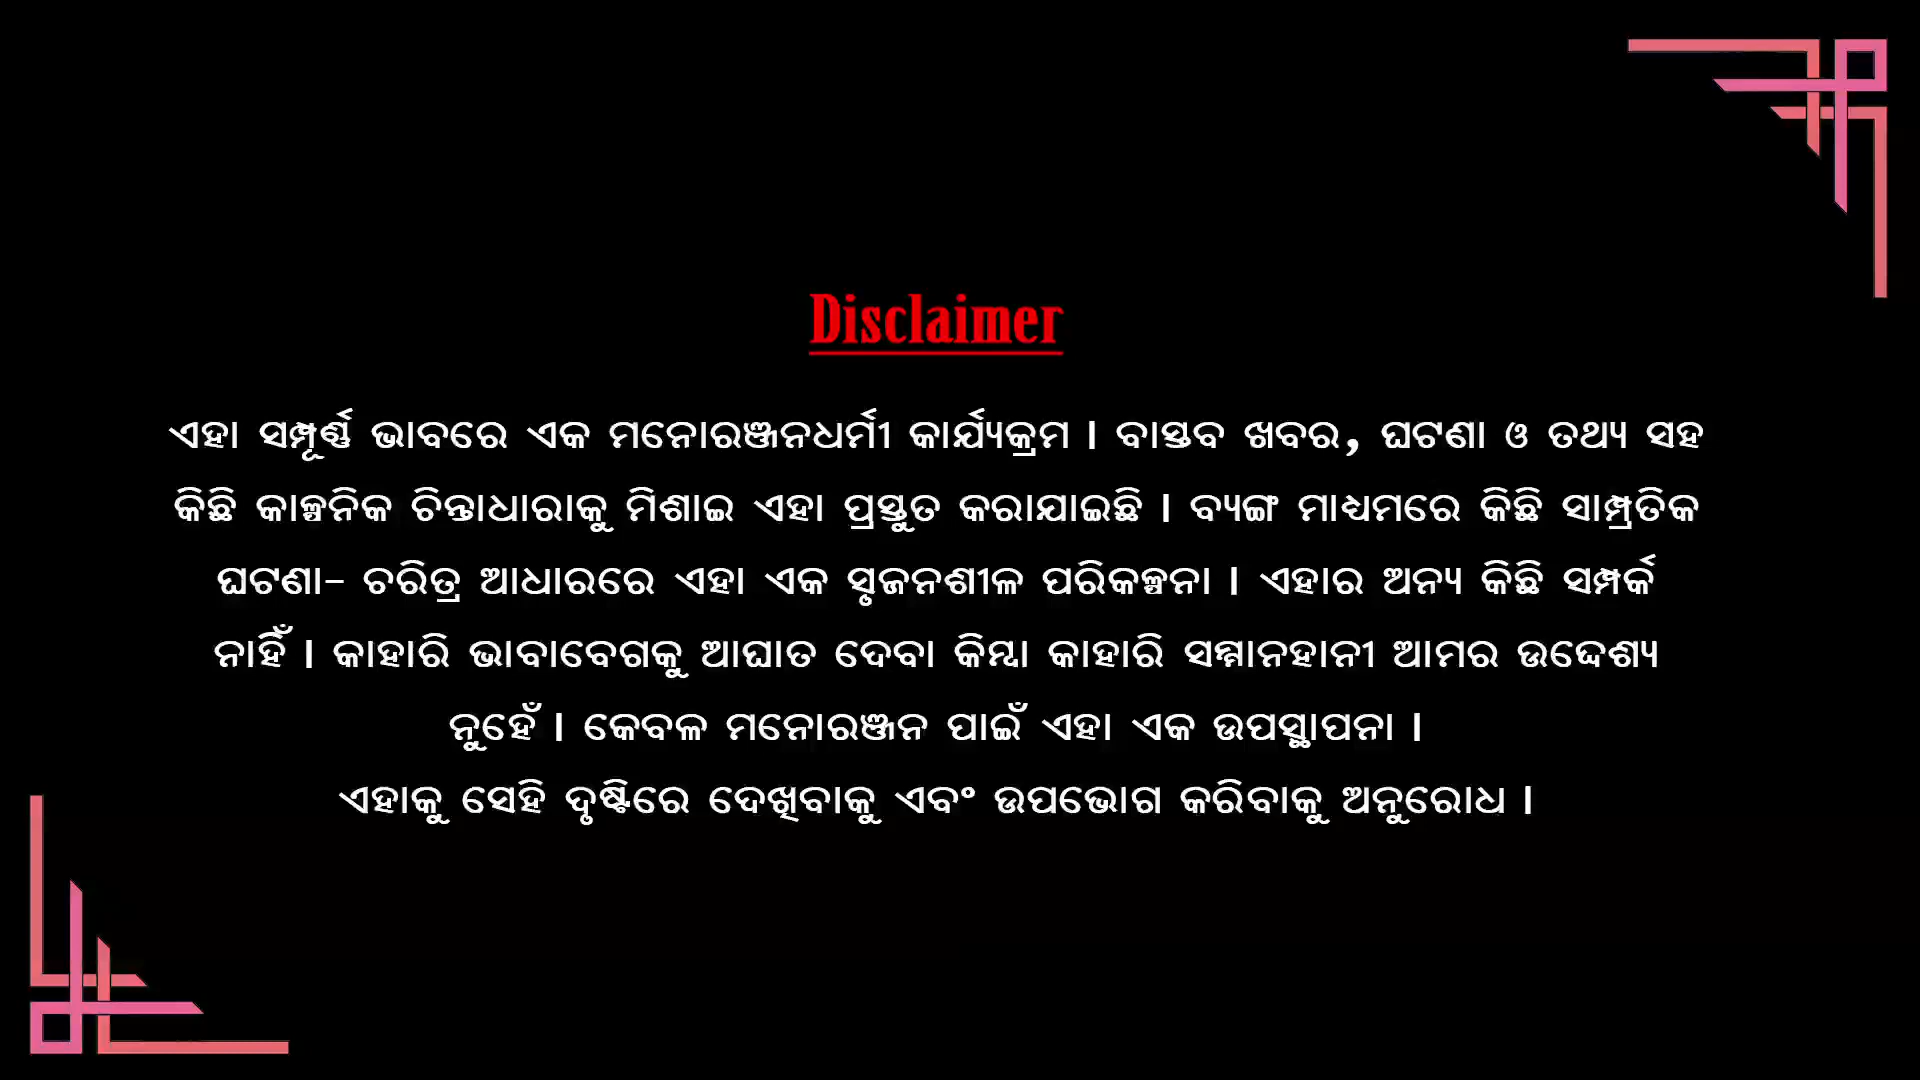 Disclaimer
ଏହା ସମ୍ପୂର୍ଣ୍ଣ ଭାବରେ ଏକ ମନୋରଞ୍ଜନଧର୍ମୀ କାର୍ଯ୍ୟକ୍ରମ । ବାସ୍ତବ ଖବର, ଘଟଣା ଓ ତଥ୍ୟ ସହ
କିଛି କାଳ୍ପନିକ ଚିନ୍ତାଧାରାକୁ ମିଶାଇ ଏହା ପ୍ରସ୍ତୁତ କରାଯାଇଛି । ବ୍ୟଙ୍ଗ ମାଧ୍ୟମରେ କିଛି ସାମ୍ପ୍ରତିକ
ଘଟଣା- ଚରିତ୍ର ଆଧାରରେ ଏହା ଏକ ସୃଜନଶୀଳ ପରିକଳ୍ପନା । ଏହାର ଅନ୍ୟ କିଛି ସମ୍ପର୍କ
ନାହିଁ । କାହାରି ଭାବାବେଗକୁ ଆଘାତ ଦେବା କିମ୍ବା କାହାରି ସମ୍ମାନହାନୀ ଆମର ଉଦ୍ଦେଶ୍ୟ
ନୁହେଁ । କେବଳ ମନୋରଞ୍ଜନ ପାଇଁ ଏହା ଏକ ଉପସ୍ଥାପନା ।
ଏହାକୁ ସେହି ଦୃଷ୍ଟିରେ ଦେଖିବାକୁ ଏବଂ ଉପଭୋଗ କରିବାକୁ ଅନୁରୋଧ ।